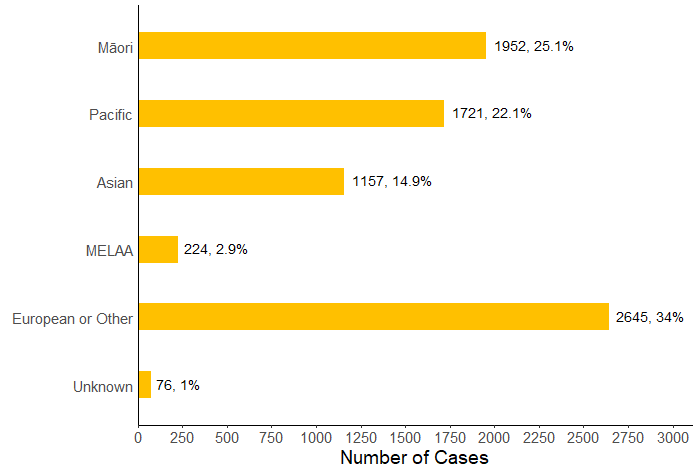 Māori 1952, 25.1%
Pacific 1721, 22.1%
Asian 1157, 14.9%
MELAA 224, 2.9%
European or Other 2645, 34%
Unknown 76, 1%
0 250 500 750 1000 1250 1500 1750 2000 2250 2500 2750 3000
Number of Cases